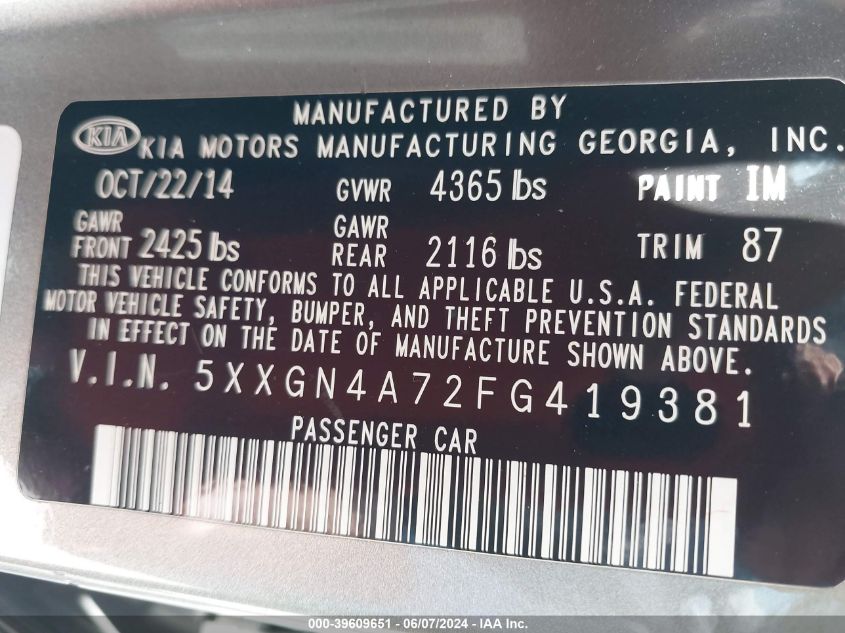 MANUFACTURED BY
KIA KIA MOTORS MANUFACTURING GEORGIA, INC.
OCT/22/14 GVWR 4365 lbs PAINT IM
GAWR FRONT 2425 lbs GAWR REAR 2116 lbs TRIM 87
THIS VEHICLE CONFORMS TO ALL APPLICABLE U.S.A. FEDERAL
MOTOR VEHICLE SAFETY, BUMPER, AND THEFT PREVENTION STANDARDS
IN EFFECT ON THE DATE OF MANUFACTURE SHOWN ABOVE.
V.I.N. 5XXGN4A72FG419381
PASSENGER CAR
000-39609651 | 06/07/2024 | IAA Inc.